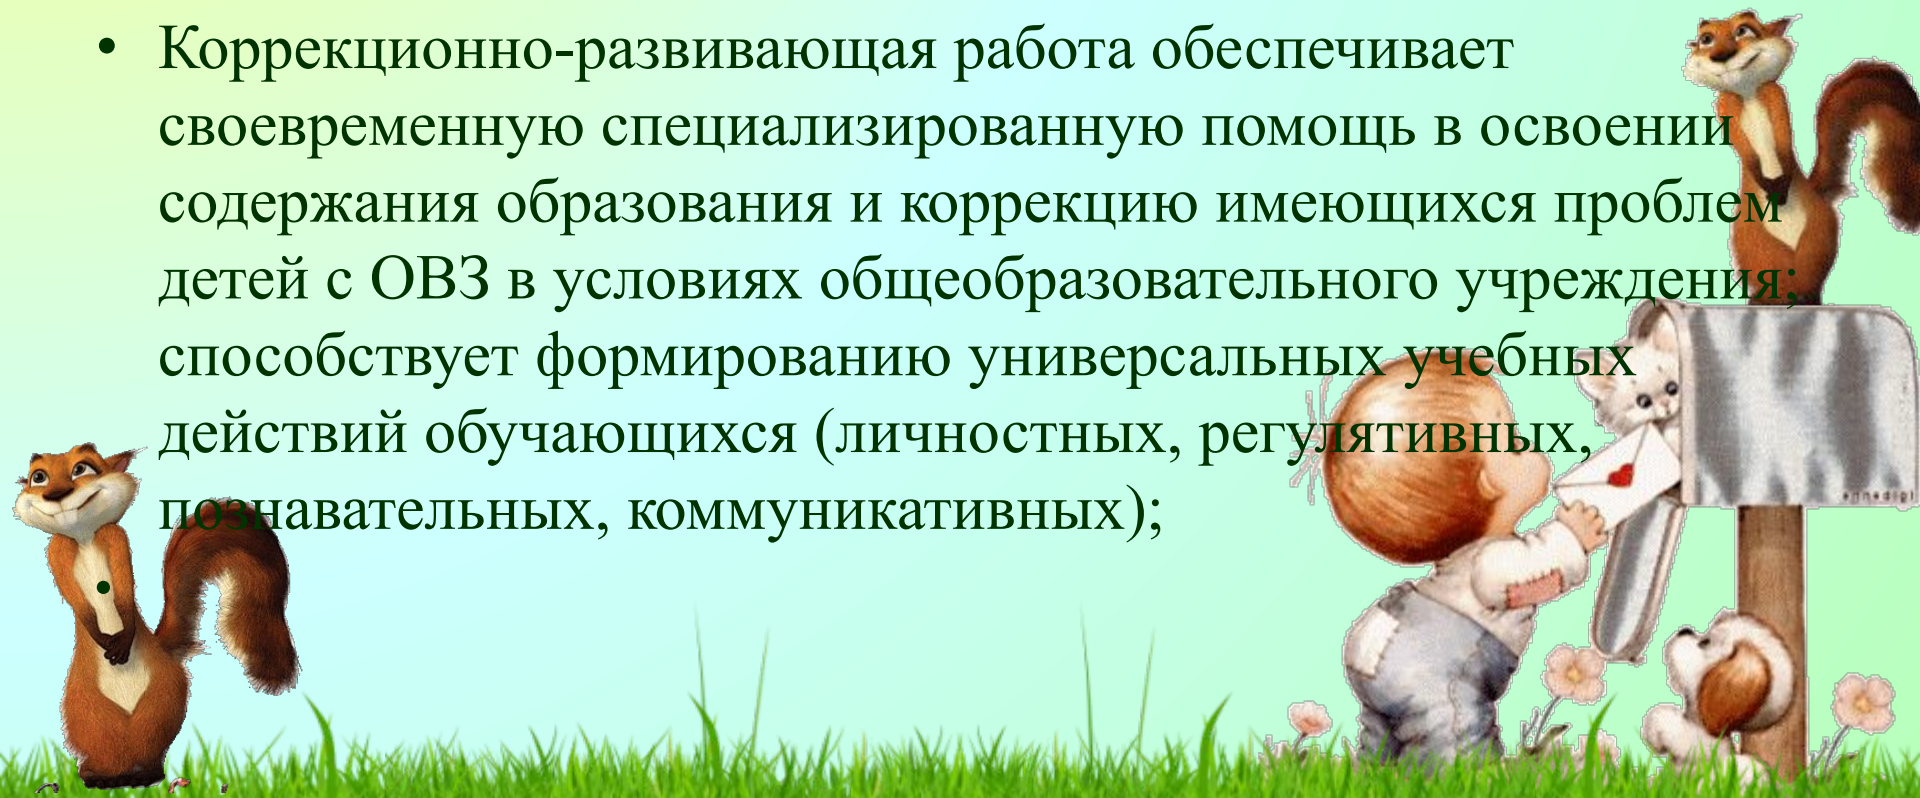 • Коррекционно-развивающая работа обеспечивает
своевременную специализированную помощь в освоении
содержания образования и коррекцию имеющихся проблем
детей с ОВЗ в условиях общеобразовательного учреждения;
способствует формированию универсальных учебных
действий обучающихся (личностных, регулятивных,
познавательных, коммуникативных);
•